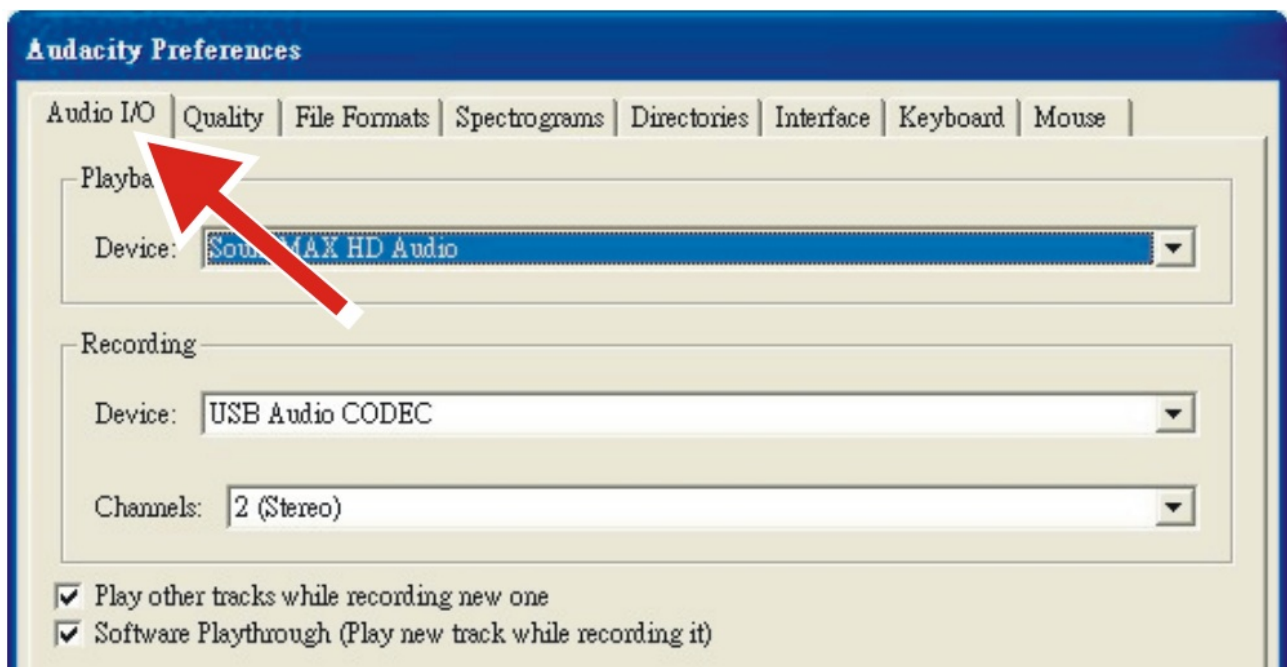 Audacity Preferences
Audio I/O Quality File Formats Spectrograms Directories Interface Keyboard Mouse
Device: MAX HD Audio
Recording
Device: USB Audio CODEC
Channels: 2 (Stereo)
Play other tracks while recording new one
Software Playthrough (Play new track while recording it)